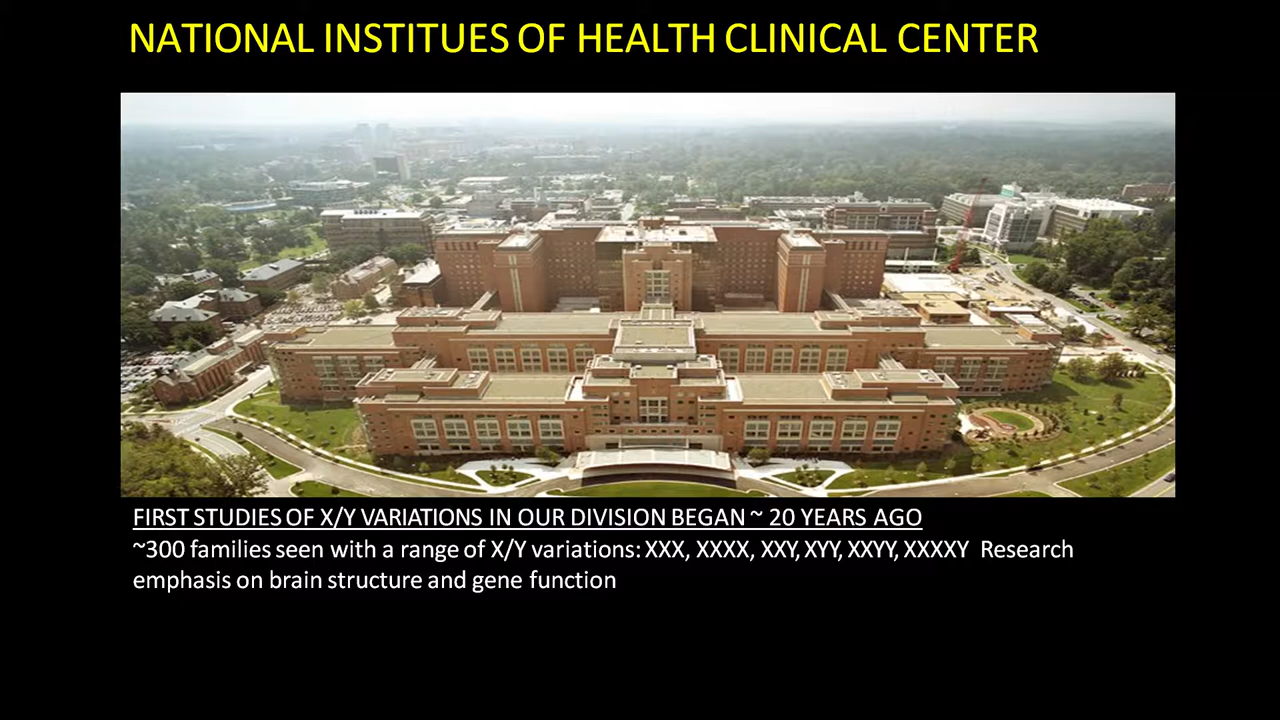 NATIONAL INSTITUES OF HEALTH CLINICAL CENTER
FIRST STUDIES OF X/Y VARIATIONS IN OUR DIVISION BEGAN ~ 20 YEARS AGO
~300 families seen with a range of X/Y variations: XXX, XXXX, XXY, XYY, XXYY, XXXXY Research
emphasis on brain structure and gene function